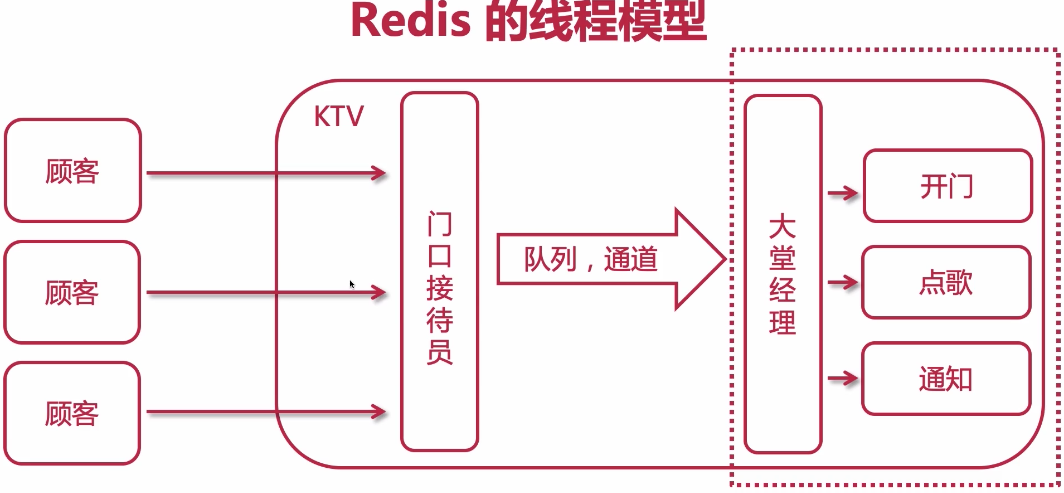 Redis 的线程模型
KTV
顾客
顾客
顾客
门口接待员
队列，通道
大堂经理
开门
点歌
通知